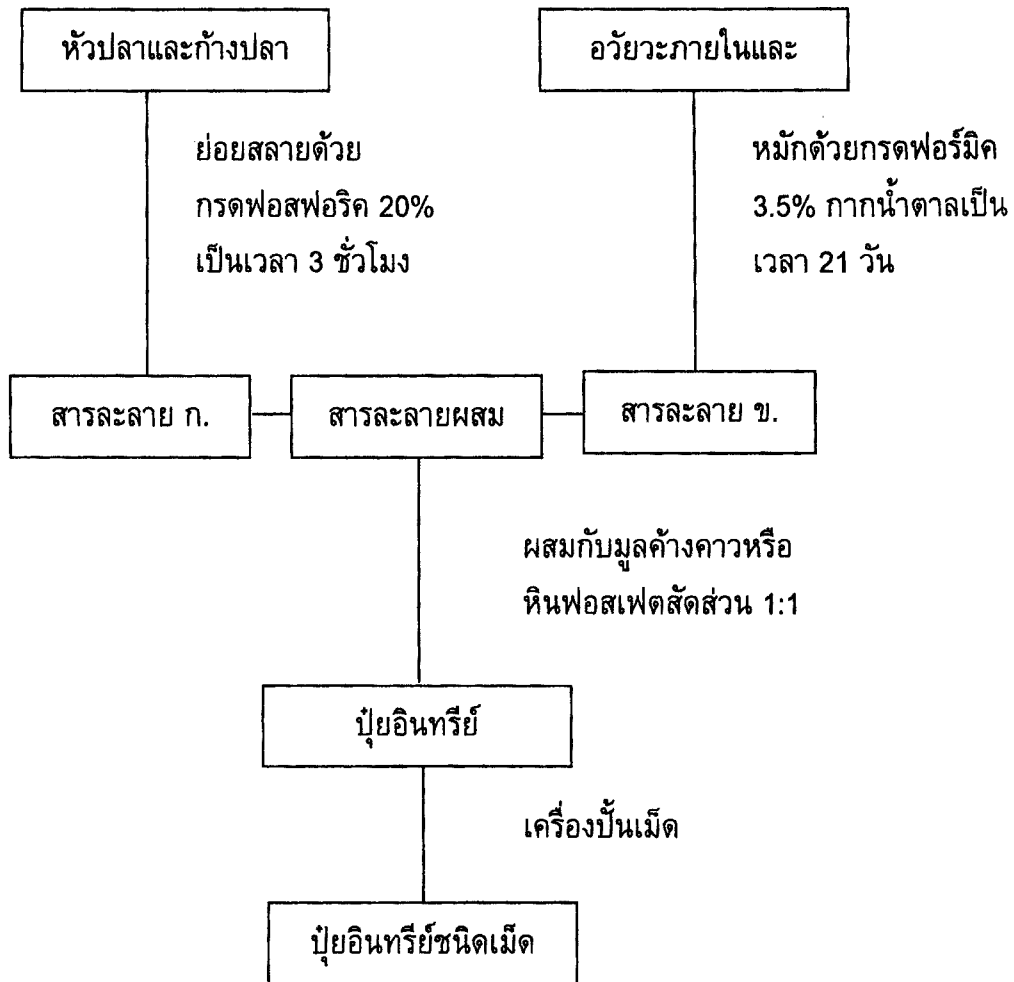 หัวปลาและก้างปลา
อวัยวะภายในและ
ย่อยสลายด้วย
กรดฟอสฟอริค 20%
เป็นเวลา 3 ชั่วโมง
หมักด้วยกรดฟอร์มิค
3.5% กากน้ำตาลเป็น
เวลา 21 วัน
สารละลาย ก.
สารละลายผสม
สารละลาย ข.
ผสมกับมูลค้างคาวหรือ
หินฟอสเฟตสัดส่วน 1:1
ปุ๋ยอินทรีย์
เครื่องปั้นเม็ด
ปุ๋ยอินทรีย์ชนิดเม็ด